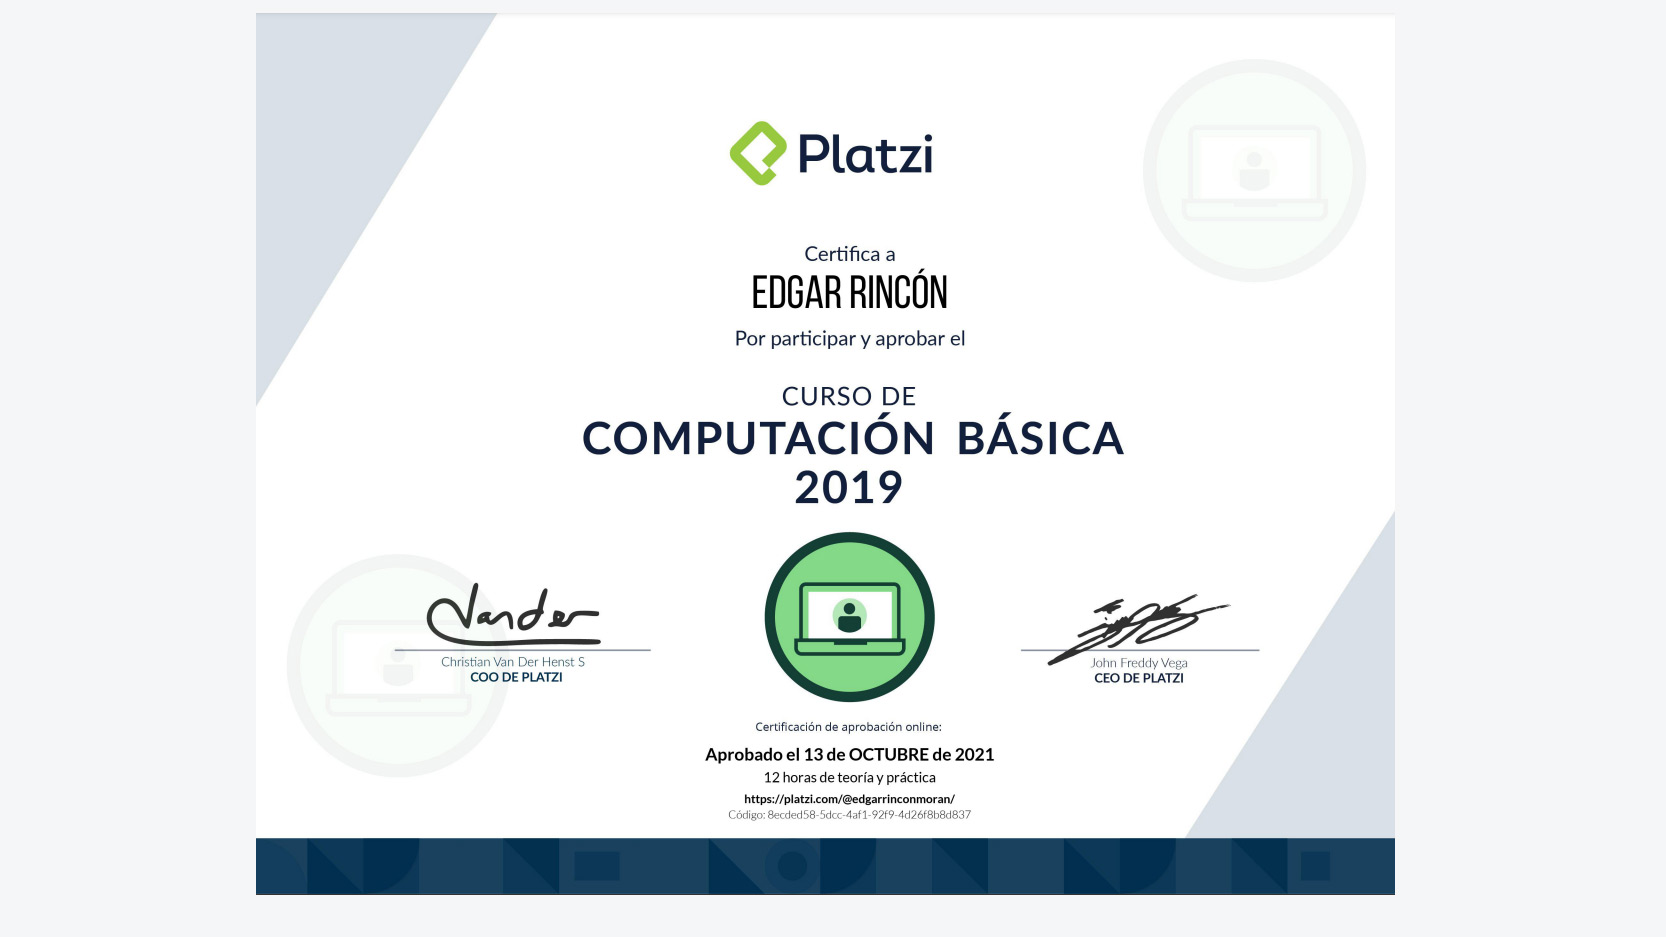 Platzi
Certifica a
EDGAR RINCÓN
Por participar y aprobar el
CURSO DE
COMPUTACIÓN BÁSICA
2019
Vander
Christian Van Der Henst S
COO DE PLATZI
John Freddy Vega
CEO DE PLATZI
Certificación de aprobación online:
Aprobado el 13 de OCTUBRE de 2021
12 horas de teoría y práctica
https://platzi.com/@edgarrinconmoran/
Código: 8ecded58-5dcc-4af1-92f9-4d26f8b8d837